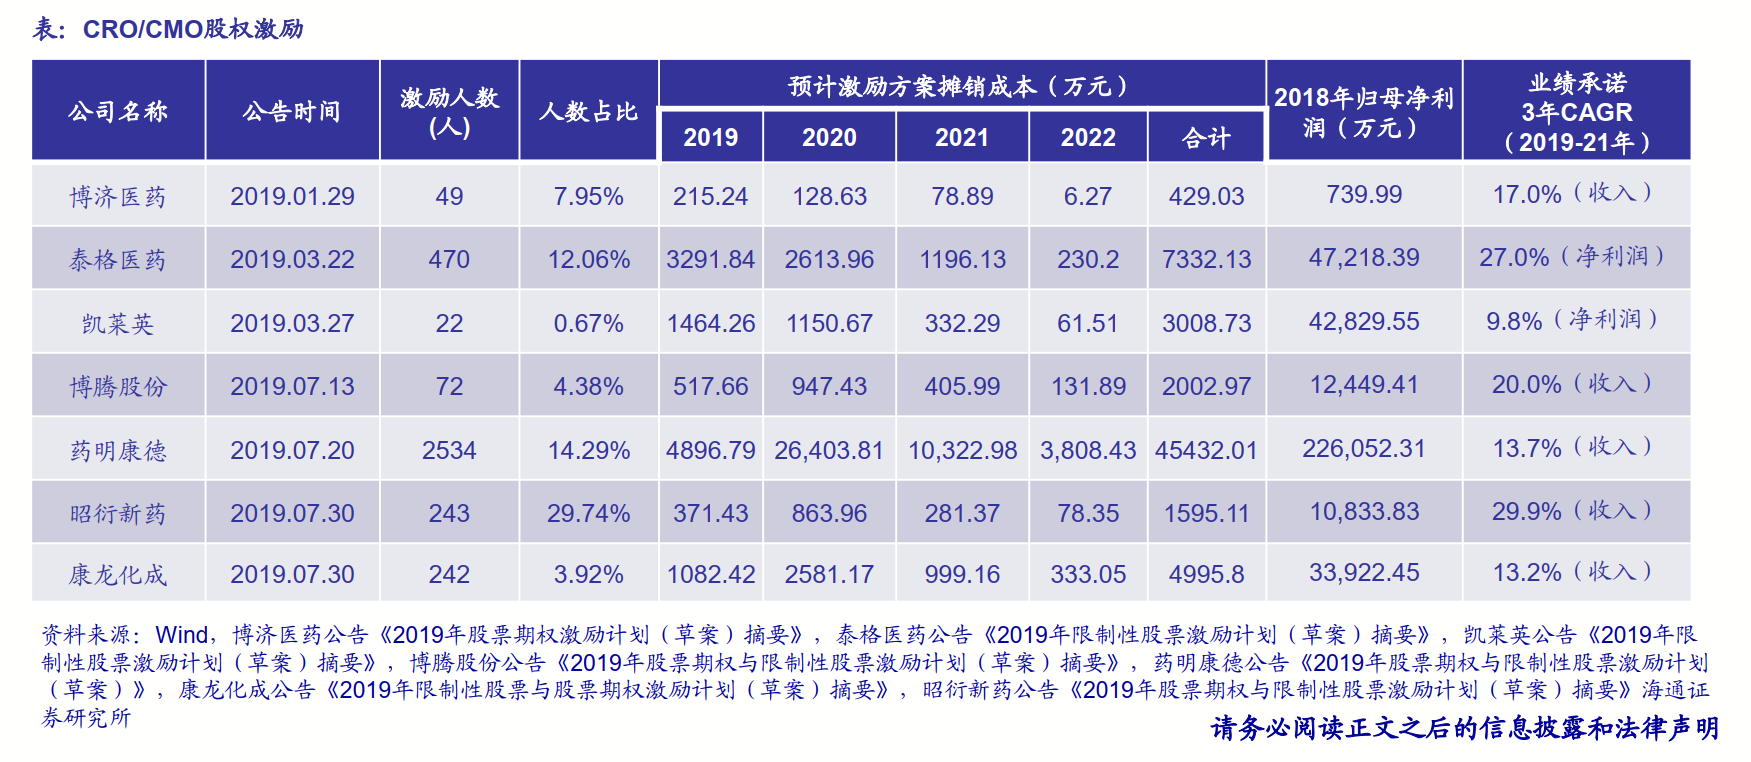 表：CRO/CMO股权激励
公司名称 公告时间 激励人数(人) 人数占比 预计激励方案摊销成本（万元） 2018年归母净利润（万元） 业绩承诺3年CAGR（2019-21年）
2019 2020 2021 2022 合计
博济医药 2019.01.29 49 7.95% 215.24 128.63 78.89 6.27 429.03 739.99 17.0%（收入）
泰格医药 2019.03.22 470 12.06% 3291.84 2613.96 1196.13 230.2 7332.13 47,218.39 27.0%（净利润）
凯莱英 2019.03.27 22 0.67% 1464.26 1150.67 332.29 61.51 3008.73 42,829.55 9.8%（净利润）
博腾股份 2019.07.13 72 4.38% 517.66 947.43 405.99 131.89 2002.97 12,449.41 20.0%（收入）
药明康德 2019.07.20 2534 14.29% 4896.79 26,403.81 10,322.98 3,808.43 45432.01 226,052.31 13.7%（收入）
昭衍新药 2019.07.30 243 29.74% 371.43 863.96 281.37 78.35 1595.11 10,833.83 29.9%（收入）
康龙化成 2019.07.30 242 3.92% 1082.42 2581.17 999.16 333.05 4995.8 33,922.45 13.2%（收入）
资料来源：Wind，博济医药公告《2019年股票期权激励计划（草案）摘要》，泰格医药公告《2019年限制性股票激励计划（草案）摘要》，凯莱英公告《2019年限
制性股票激励计划（草案）摘要》，博腾股份公告《2019年股票期权与限制性股票激励计划（草案）摘要》，药明康德公告《2019年股票期权与限制性股票激励计划
（草案）》，康龙化成公告《2019年限制性股票与股票期权激励计划（草案）摘要》，昭衍新药公告《2019年股票期权与限制性股票激励计划（草案）摘要》海通证
券研究所
请务必阅读正文之后的信息披露和法律声明